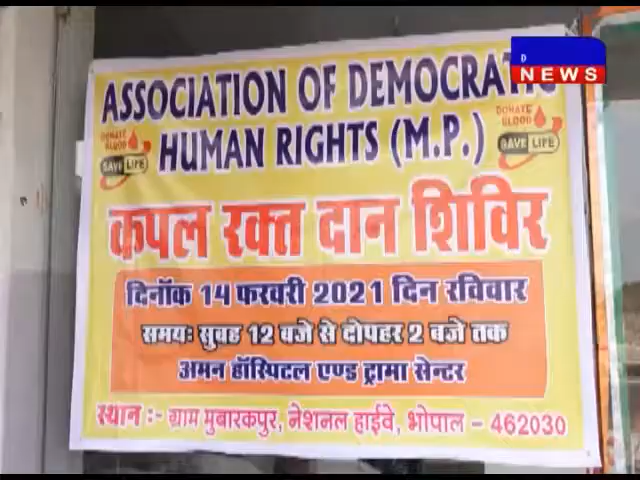 D
NEWS
ASSOCIATION OF DEMOCRATIC
HUMAN RIGHTS (M.P.)
DONATE BLOOD
SAVE LIFE
DONATE BLOOD
SAVE LIFE
कपल रक्त दान शिविर
दिनॉक 14 फरवरी 2021 दिन रविवार
समयः सुबह 12 बजे से दोपहर 2 बजे तक
अमन हॉस्पिटल एण्ड ट्रामा सेन्टर
स्थान :- ग्राम मुबारकपुर, नेशनल हाईवे, भोपाल - 462030